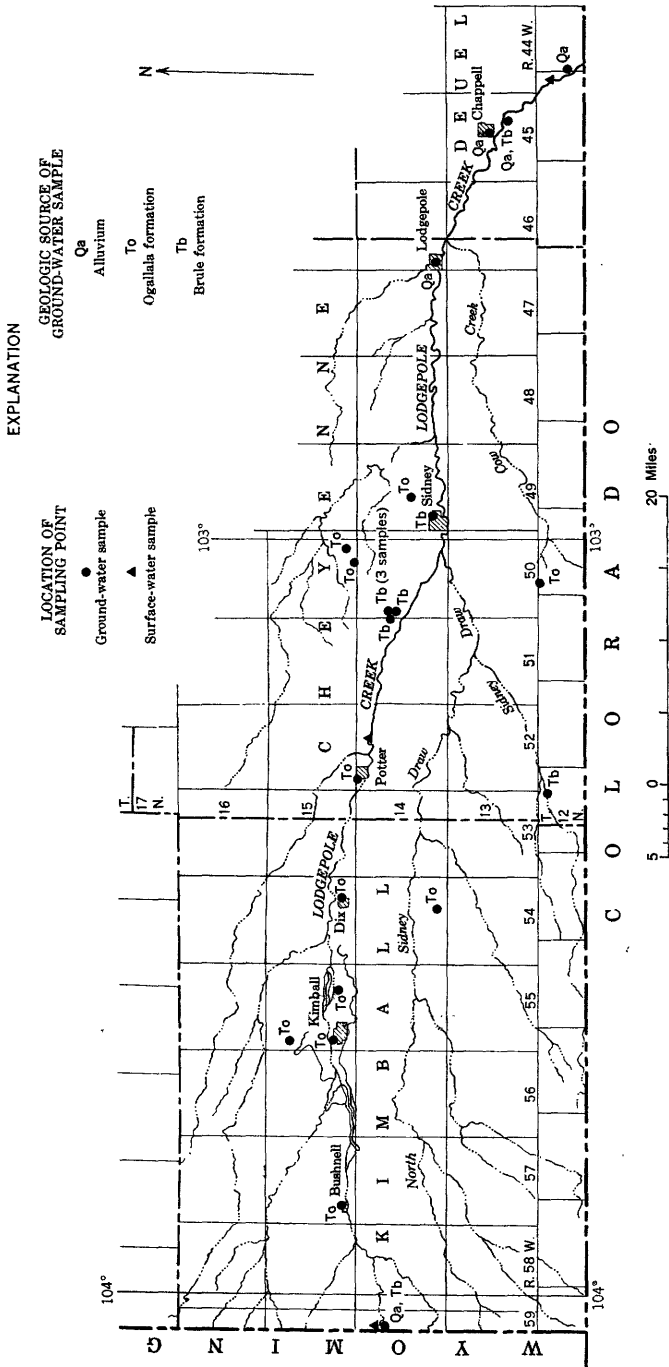 EXPLANATION
LOCATION OF
SAMPLING POINT
Ground-water sample
Surface-water sample
GEOLOGIC SOURCE OF
GROUND-WATER SAMPLE
Qa
Alluvium
To
Ogallala formation
Tb
Brule formation
N
104°
103°
T.
17
N.
16
15
14
13
T.
12
N.
WYOMING
KIMBALL
CHEYENNE
DEUEL
COLORADO
Qa, Tb
To Bushnell
To
To
Kimball
To
Dix To
To
To
Potter
LODGEPOLE
CREEK
To
To
Tb (3 samples)
Tb
Tb
To
Tb Sidney
LODGEPOLE
Qa
Lodgepole
CREEK
Qa Chappell
Qa, Tb
Qa
North
Sidney
Draw
Sidney
Draw
Tb
To
Cow
Creek
59
R. 58 W.
57
56
55
54
53
52
51
50
49
48
47
46
45
R. 44 W.
104°
103°
5
0
20 Miles